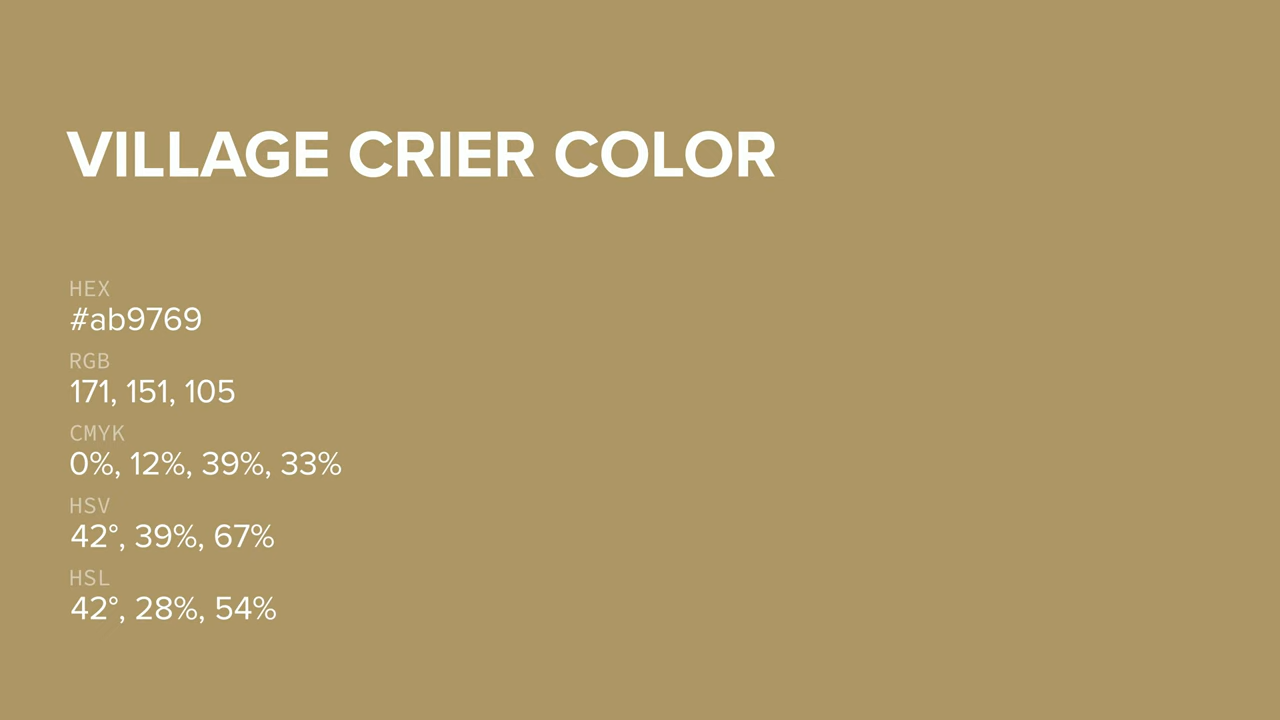 VILLAGE CRIER COLOR
HEX
#ab9769
RGB
171, 151, 105
CMYK
0%, 12%, 39%, 33%
HSV
42°, 39%, 67%
HSL
42°, 28%, 54%